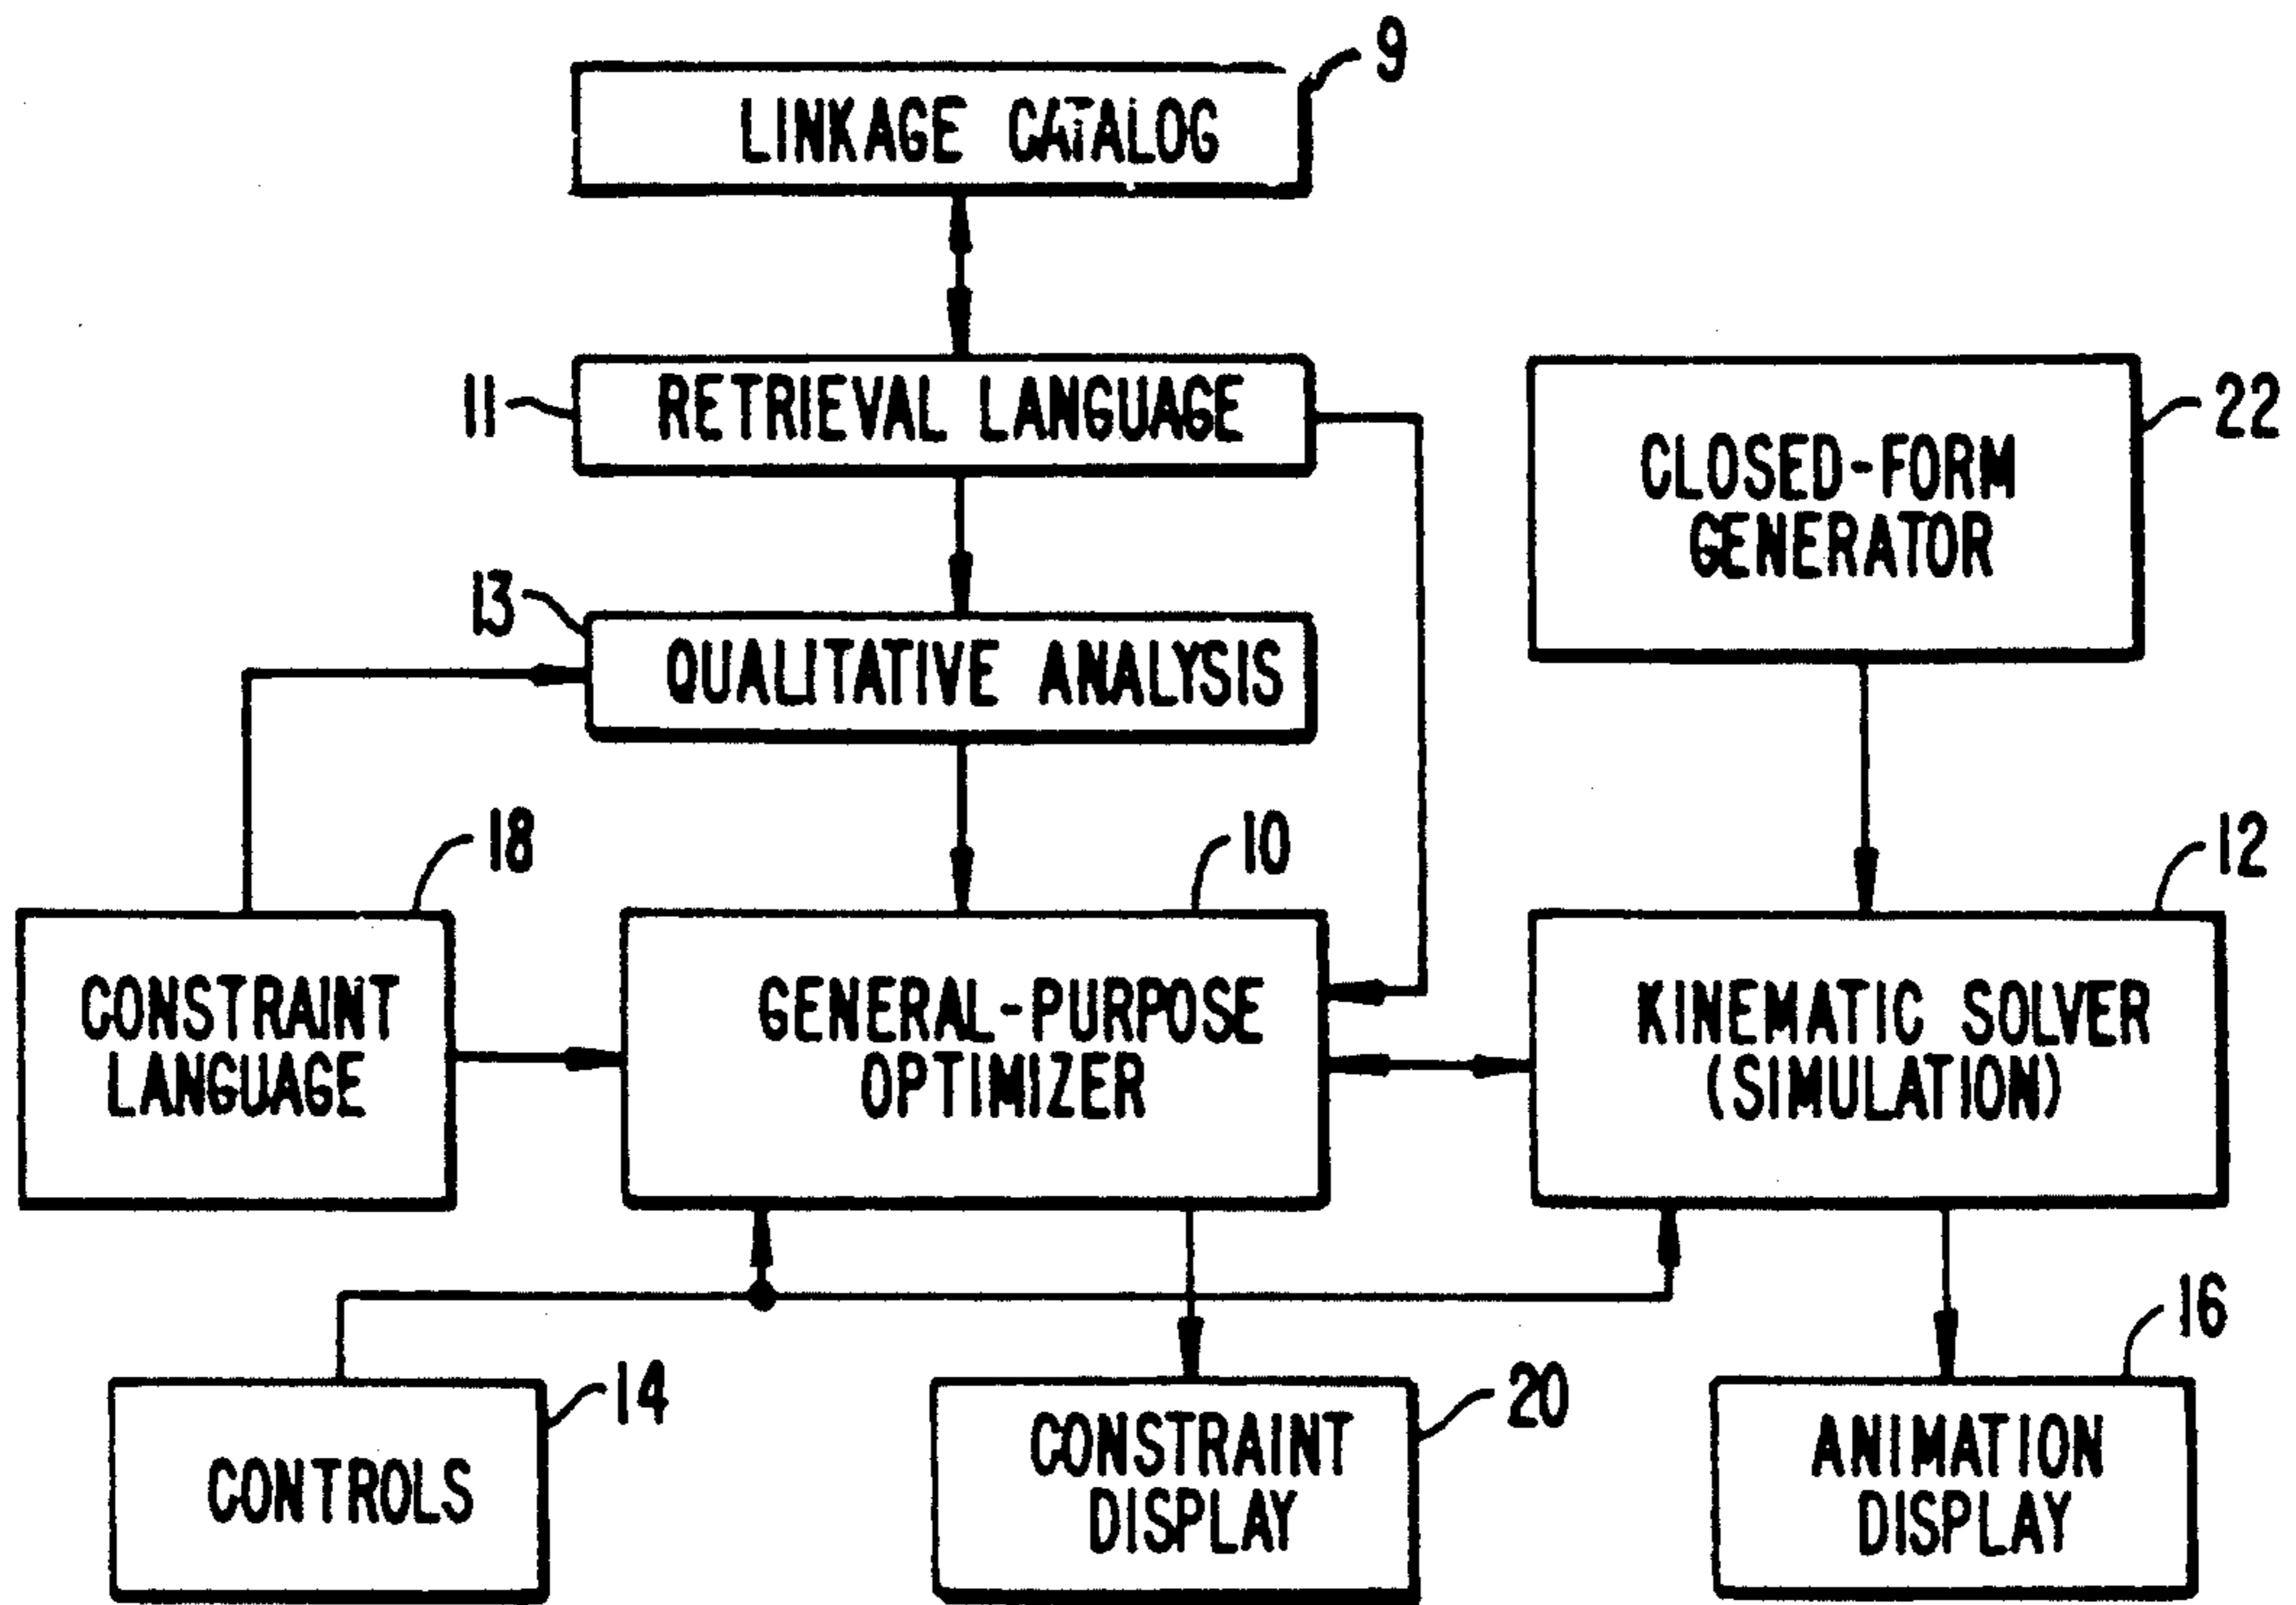 9
LINKAGE CATALOG
11
RETRIEVAL LANGUAGE
22
CLOSED-FORM
GENERATOR
13
QUALITATIVE ANALYSIS
18
10
12
CONSTRAINT
LANGUAGE
GENERAL-PURPOSE
OPTIMIZER
KINEMATIC SOLVER
(SIMULATION)
14
20
16
CONTROLS
CONSTRAINT
DISPLAY
ANIMATION
DISPLAY